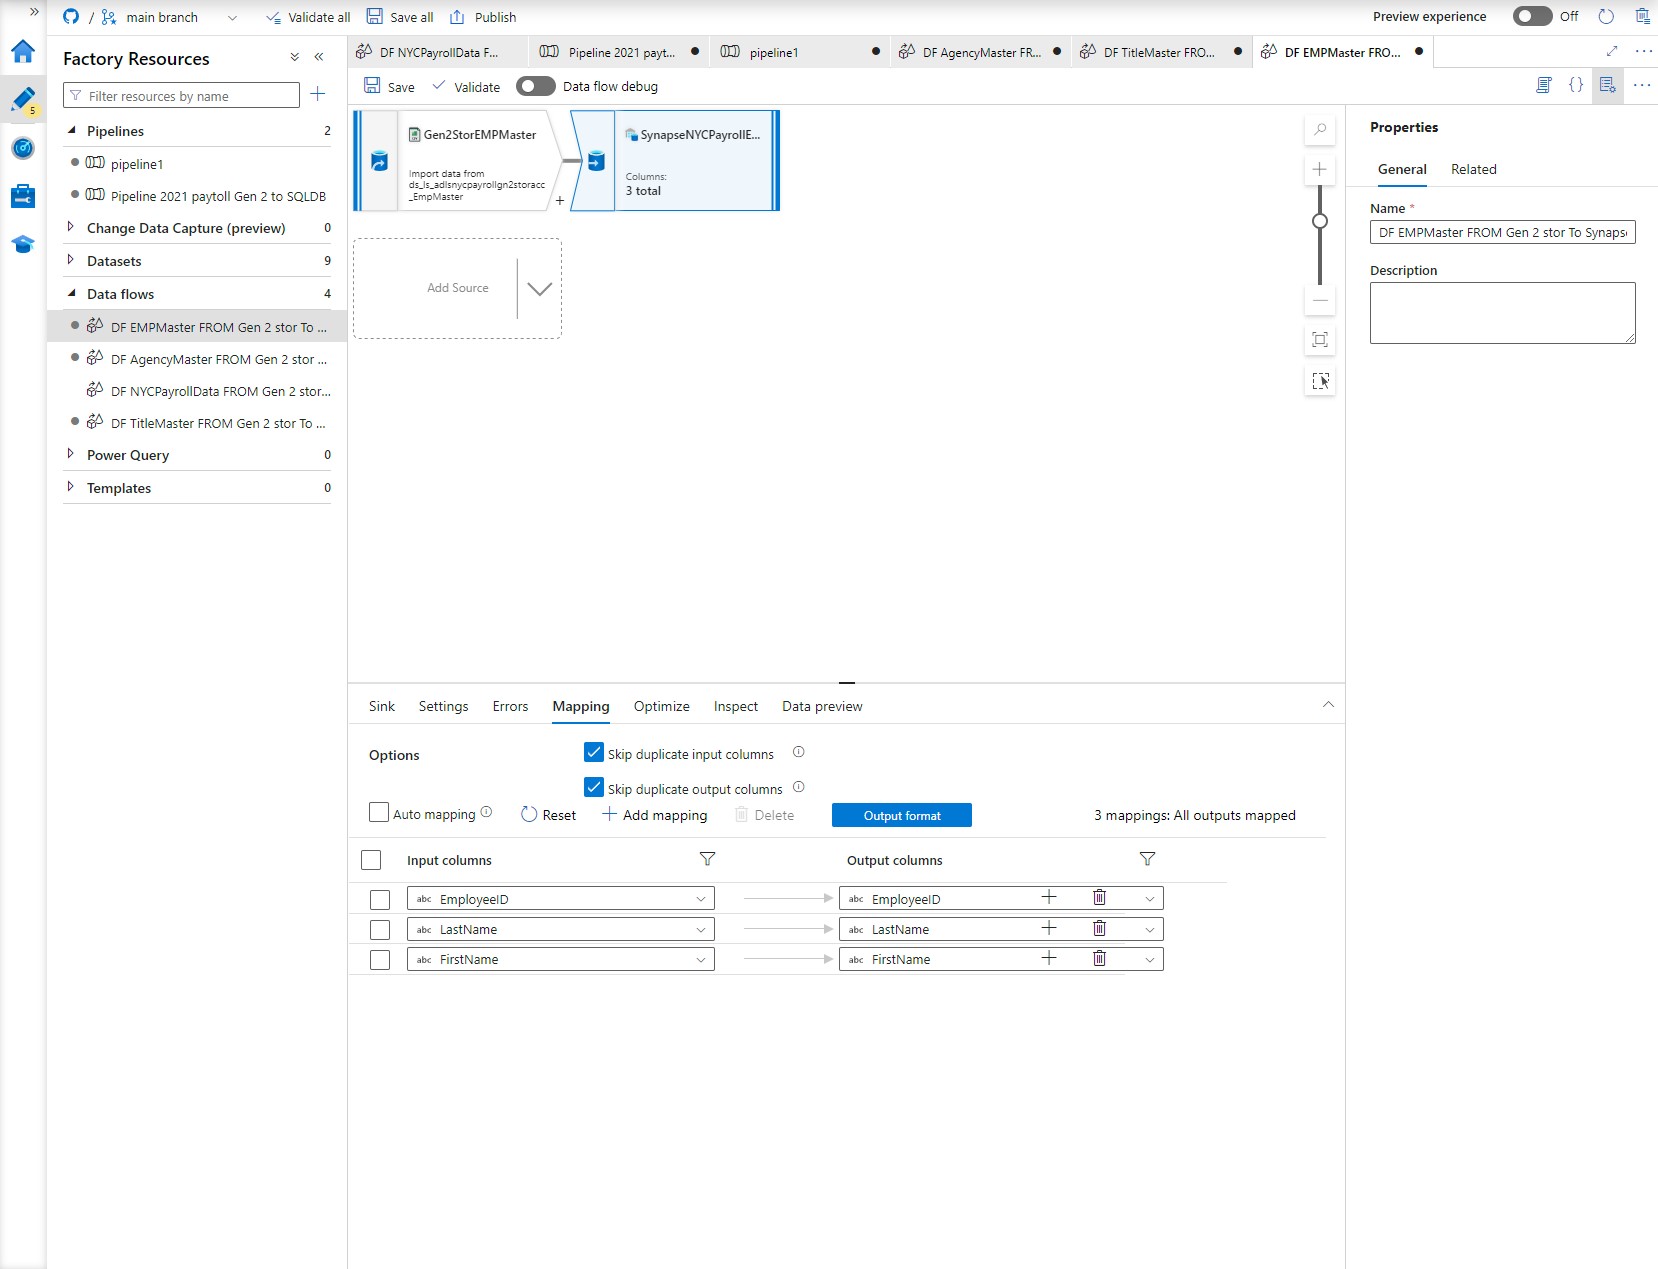 »
/ main branch
Validate all
Save all
Publish
Preview experience
Off
5
Factory Resources
Filter resources by name
Pipelines 2
pipeline1
Pipeline 2021 paytoll Gen 2 to SQLDB
Change Data Capture (preview) 0
Datasets 9
Data flows 4
DF EMPMaster FROM Gen 2 stor To ...
DF AgencyMaster FROM Gen 2 stor ...
DF NYCPayrollData FROM Gen 2 stor...
DF TitleMaster FROM Gen 2 stor To ...
Power Query 0
Templates 0
DF NYCPayrollData F...
Pipeline 2021 payt...
pipeline1
DF AgencyMaster FR...
DF TitleMaster FRO...
DF EMPMaster FRO...
Save
Validate
Data flow debug
{}
Gen2StorEMPMaster
Import data from
ds_ls_adlsnycpayrollgn2storacc
_EmpMaster
+
SynapseNYCPayrollE...
Columns:
3 total
Add Source
Properties
General Related
Name *
DF EMPMaster FROM Gen 2 stor To Synaps
Description
Sink Settings Errors Mapping Optimize Inspect Data preview
Options
Skip duplicate input columns
Skip duplicate output columns
Auto mapping
Reset
Add mapping
Delete
Output format
3 mappings: All outputs mapped
Input columns Output columns
abc EmployeeID abc EmployeeID
abc LastName abc LastName
abc FirstName abc FirstName